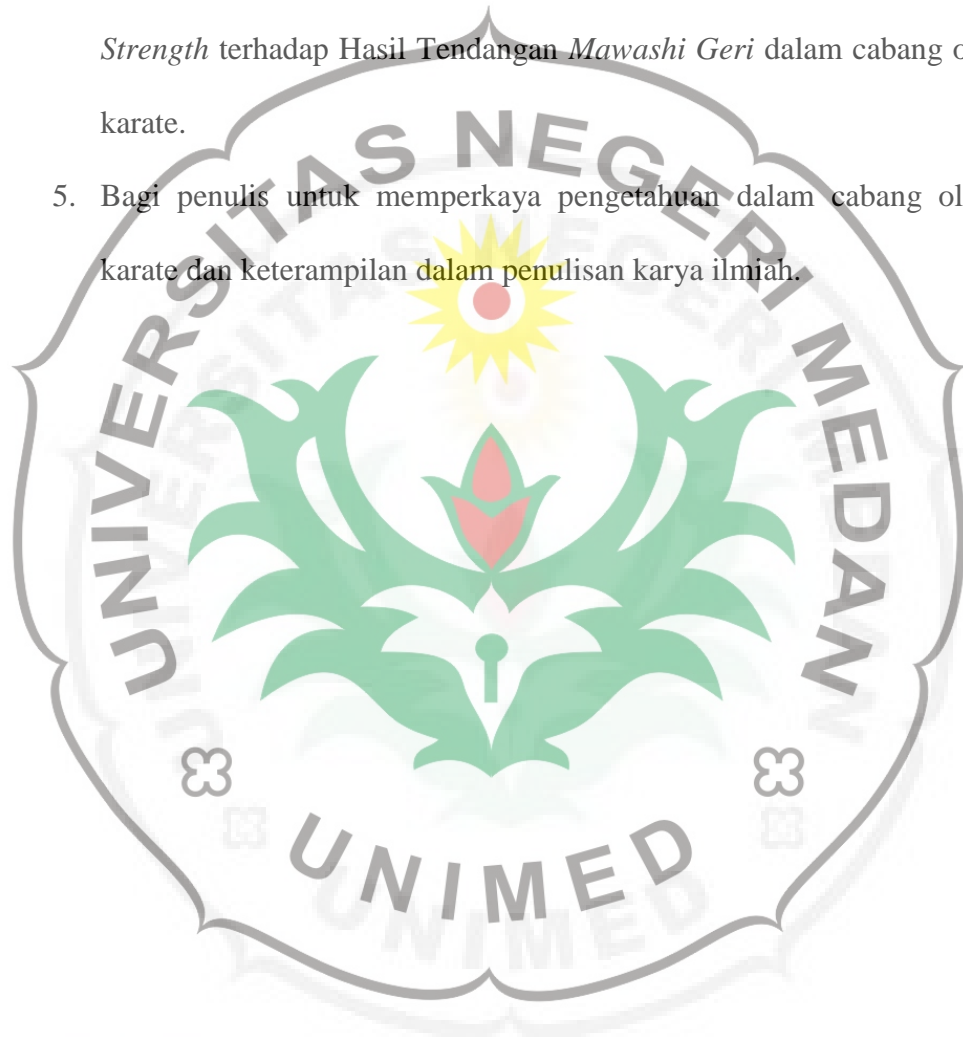 Strength terhadap Hasil Tendangan Mawashi Geri dalam cabang o
karate.
5. Bagi penulis untuk memperkaya pengetahuan dalam cabang ol
karate dan keterampilan dalam penulisan karya ilmiah.
UNIVERSITAS NEGERI MEDAN
UNIMED